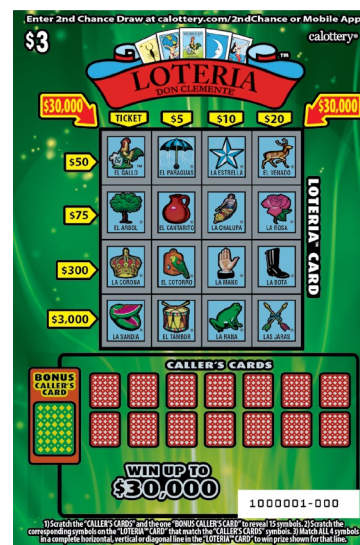 Enter 2nd Chance Draw at calottery.com/2ndChance or Mobile App
$3
calottery®
LOTERIA™
DON CLEMENTE
$30,000
$30,000
TICKET $5 $10 $20
$50
EL GALLO EL PARAGUAS LA ESTRELLA EL VENADO
$75
EL ARBOL EL CANTARITO LA CHALUPA LA ROSA
$300
LA CORONA EL COTORRO LA MANO LA BOTA
$3,000
LA SANDIA EL TAMBOR LA RANA LAS JARAS
LOTERIA™ CARD
CALLER'S CARDS
BONUS
CALLER'S
CARD
WIN UP TO
$30,000
1000001-000
1) Scratch the "CALLER'S CARDS" and the one "BONUS CALLER'S CARD" to reveal 15 symbols. 2) Scratch the
corresponding symbols on the "LOTERIA™ CARD" that match the "CALLER'S CARDS" symbols. 3) Match ALL 4 symbols
in a complete horizontal, vertical or diagonal line in the "LOTERIA™ CARD" to win prize shown for that line.